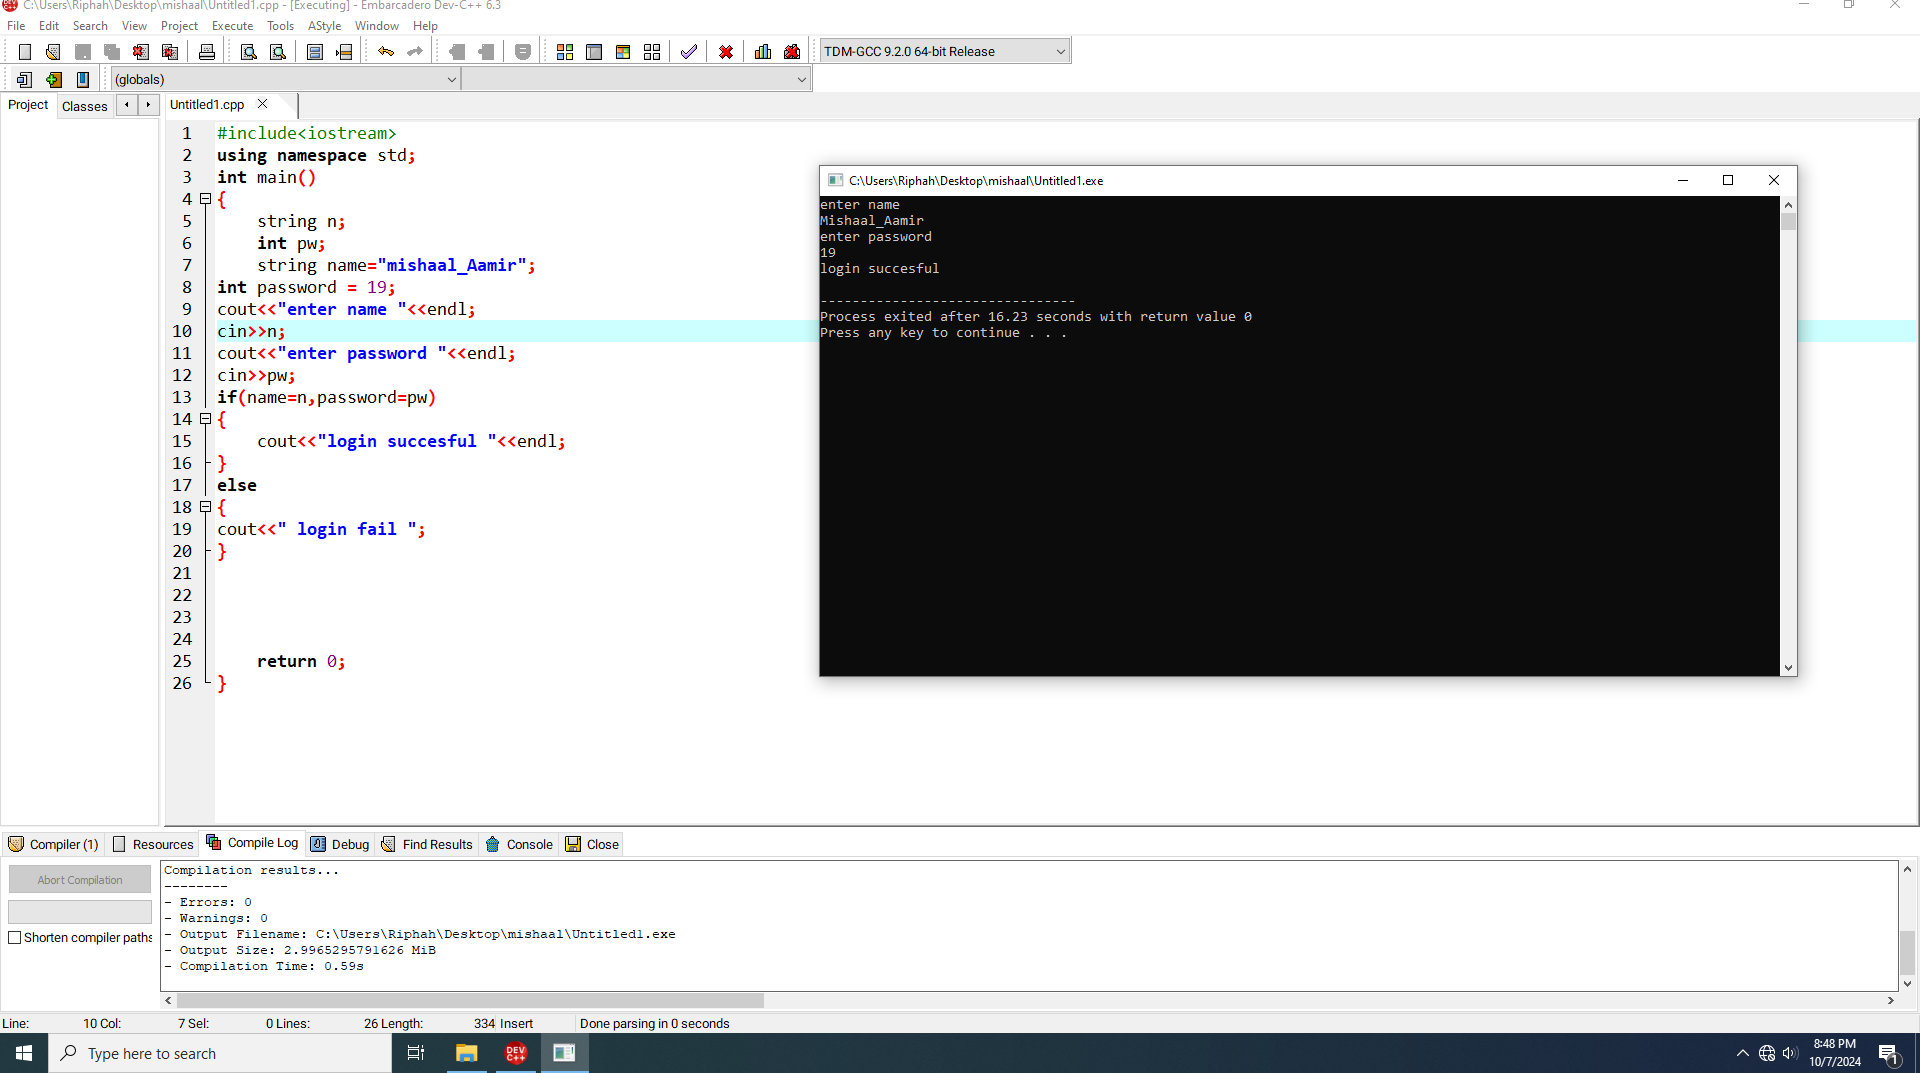 C:\Users\Riphah\Desktop\mishaal\Untitled1.cpp - [Executing] - Embarcadero Dev-C++ 6.3
File Edit Search View Project Execute Tools AStyle Window Help
TDM-GCC 9.2.0 64-bit Release
(globals)
Project Classes Untitled1.cpp
1 #include<iostream>
2 using namespace std;
3 int main()
4 {
5 string n;
6 int pw;
7 string name="mishaal_Aamir";
8 int password = 19;
9 cout<<"enter name "<<endl;
10 cin>>n;
11 cout<<"enter password "<<endl;
12 cin>>pw;
13 if(name=n,password=pw)
14 {
15 cout<<"login succesful "<<endl;
16 }
17 else
18 {
19 cout<<" login fail ";
20 }
21
22
23
24
25 return 0;
26 }
C:\Users\Riphah\Desktop\mishaal\Untitled1.exe
enter name
Mishaal_Aamir
enter password
19
login succesful
--------------------------------
Process exited after 16.23 seconds with return value 0
Press any key to continue . . .
Compiler (1) Resources Compile Log Debug Find Results Console Close
Abort Compilation
Shorten compiler paths
Compilation results...
--------
- Errors: 0
- Warnings: 0
- Output Filename: C:\Users\Riphah\Desktop\mishaal\Untitled1.exe
- Output Size: 2.9965295791626 MiB
- Compilation Time: 0.59s
Line: 10 Col: 7 Sel: 0 Lines: 26 Length: 334 Insert Done parsing in 0 seconds
Type here to search
DEV C++
8:48 PM
10/7/2024
1